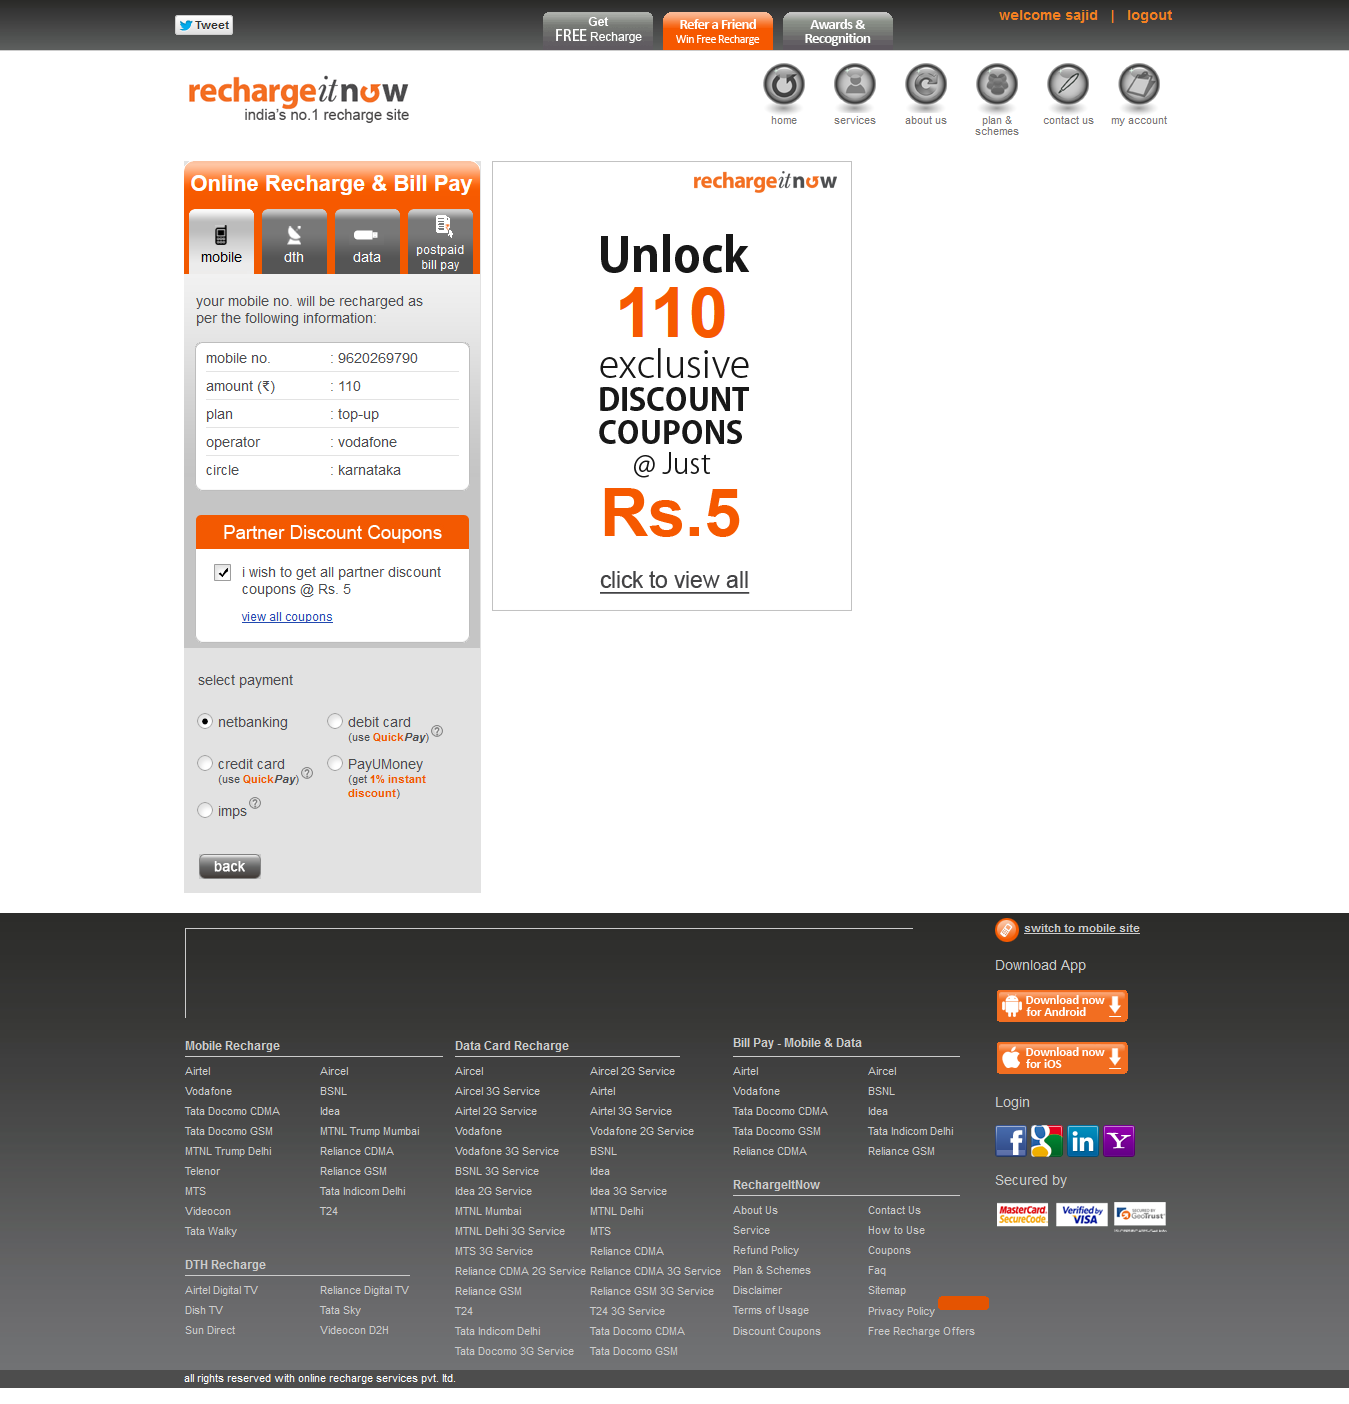 Tweet
Get
FREE Recharge
Refer a Friend
Win Free Recharge
Awards &
Recognition
welcome sajid | logout
rechargeitnow
india's no.1 recharge site
home
services
about us
plan &
schemes
contact us
my account
Online Recharge & Bill Pay
mobile
dth
data
postpaid
bill pay
your mobile no. will be recharged as
per the following information:
mobile no. : 9620269790
amount (₹) : 110
plan : top-up
operator : vodafone
circle : karnataka
Partner Discount Coupons
i wish to get all partner discount
coupons @ Rs. 5
view all coupons
select payment
netbanking
debit card
(use QuickPay) ?
credit card
(use QuickPay) ?
PayUMoney
(get 1% instant
discount)
imps ?
back
rechargeitnow
Unlock
110
exclusive
DISCOUNT
COUPONS
@ Just
Rs.5
click to view all
switch to mobile site
Download App
Download now
for Android
Download now
for iOS
Login
f
g
in
Y
Secured by
MasterCard.
SecureCode.
Verified by
VISA
SECURED BY
GeoTrust
Mobile Recharge
Airtel Aircel
Vodafone BSNL
Tata Docomo CDMA Idea
Tata Docomo GSM MTNL Trump Mumbai
MTNL Trump Delhi Reliance CDMA
Telenor Reliance GSM
MTS Tata Indicom Delhi
Videocon T24
Tata Walky
DTH Recharge
Airtel Digital TV Reliance Digital TV
Dish TV Tata Sky
Sun Direct Videocon D2H
Data Card Recharge
Aircel Aircel 2G Service
Aircel 3G Service Airtel
Airtel 2G Service Airtel 3G Service
Vodafone Vodafone 2G Service
Vodafone 3G Service BSNL
BSNL 3G Service Idea
Idea 2G Service Idea 3G Service
MTNL Mumbai MTNL Delhi
MTNL Delhi 3G Service MTS
MTS 3G Service Reliance CDMA
Reliance CDMA 2G Service Reliance CDMA 3G Service
Reliance GSM Reliance GSM 3G Service
T24 T24 3G Service
Tata Indicom Delhi Tata Docomo CDMA
Tata Docomo 3G Service Tata Docomo GSM
Bill Pay - Mobile & Data
Airtel Aircel
Vodafone BSNL
Tata Docomo CDMA Idea
Tata Docomo GSM Tata Indicom Delhi
Reliance CDMA Reliance GSM
RechargeItNow
About Us Contact Us
Service How to Use
Refund Policy Coupons
Plan & Schemes Faq
Disclaimer Sitemap
Terms of Usage Privacy Policy
Discount Coupons Free Recharge Offers
all rights reserved with online recharge services pvt. ltd.